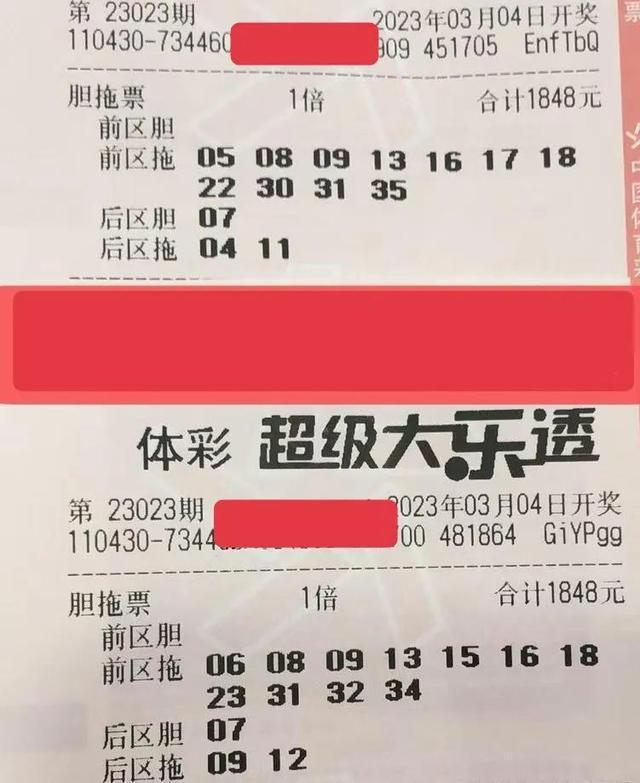 第 23023期 2023年03月04日开奖
110430-734460 909 451705 EnfTbQ
胆拖票 1倍 合计1848元
前区胆
前区拖 05 08 09 13 16 17 18
22 30 31 35
后区胆 07
后区拖 04 11
体彩 超级大乐透
第 23023期 2023年03月04日开奖
110430-7344 00 481864 GiYPgg
胆拖票 1倍 合计1848元
前区胆
前区拖 06 08 09 13 15 16 18
23 31 32 34
后区胆 07
后区拖 09 12
票
中国体育彩